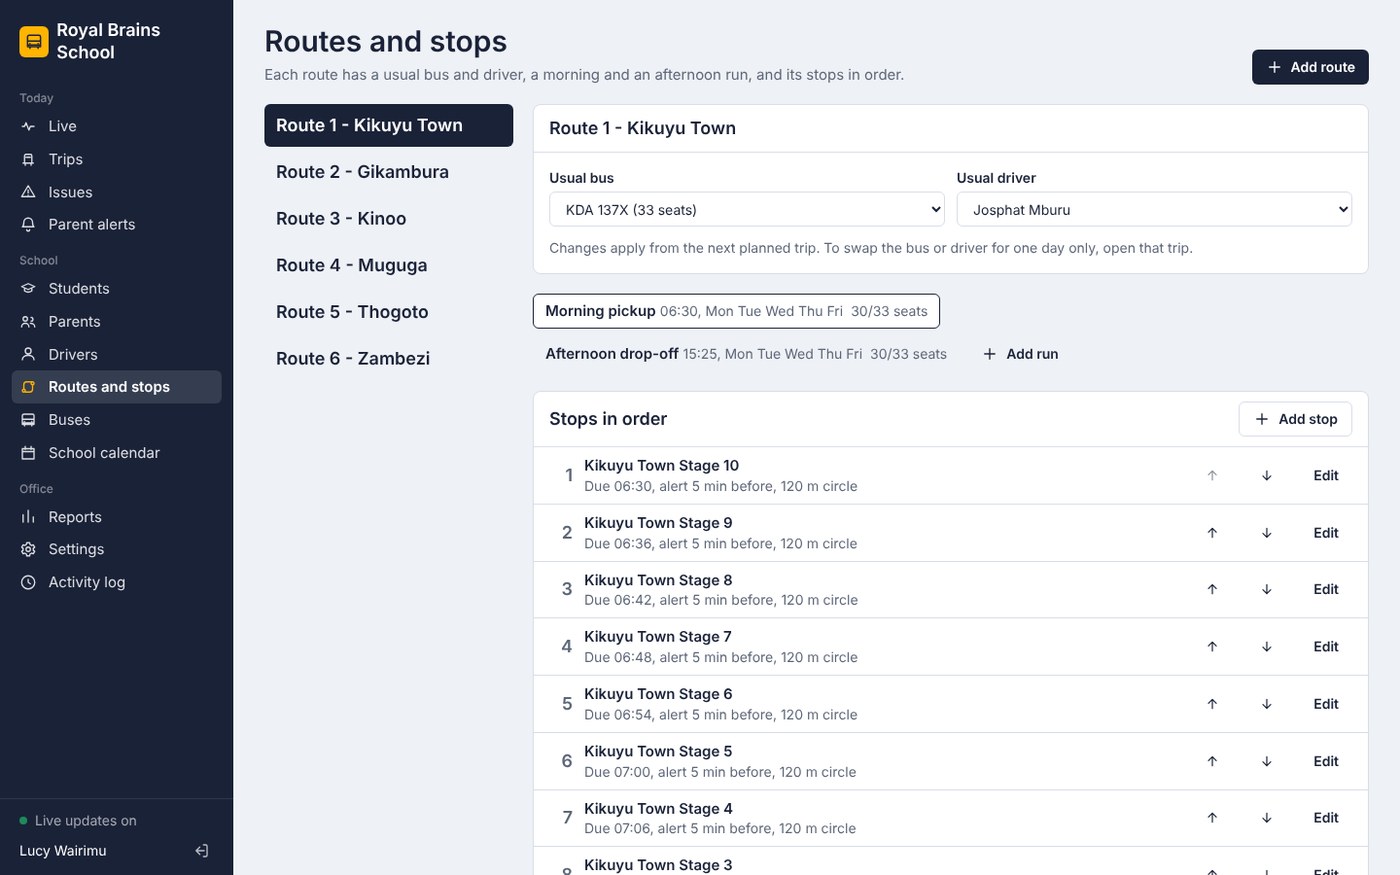 Royal Brains
School
Today
Live
Trips
Issues
Parent alerts
School
Students
Parents
Drivers
Routes and stops
Buses
School calendar
Office
Reports
Settings
Activity log
Live updates on
Lucy Wairimu
Routes and stops
Each route has a usual bus and driver, a morning and an afternoon run, and its stops in order.
Add route
Route 1 - Kikuyu Town
Route 2 - Gikambura
Route 3 - Kinoo
Route 4 - Muguga
Route 5 - Thogoto
Route 6 - Zambezi
Route 1 - Kikuyu Town
Usual bus
KDA 137X (33 seats)
Usual driver
Josphat Mburu
Changes apply from the next planned trip. To swap the bus or driver for one day only, open that trip.
Morning pickup 06:30, Mon Tue Wed Thu Fri 30/33 seats
Afternoon drop-off 15:25, Mon Tue Wed Thu Fri 30/33 seats
Add run
Stops in order
Add stop
1 Kikuyu Town Stage 10
Due 06:30, alert 5 min before, 120 m circle
Edit
2 Kikuyu Town Stage 9
Due 06:36, alert 5 min before, 120 m circle
Edit
3 Kikuyu Town Stage 8
Due 06:42, alert 5 min before, 120 m circle
Edit
4 Kikuyu Town Stage 7
Due 06:48, alert 5 min before, 120 m circle
Edit
5 Kikuyu Town Stage 6
Due 06:54, alert 5 min before, 120 m circle
Edit
6 Kikuyu Town Stage 5
Due 07:00, alert 5 min before, 120 m circle
Edit
7 Kikuyu Town Stage 4
Due 07:06, alert 5 min before, 120 m circle
Edit
8 Kikuyu Town Stage 3
Edit